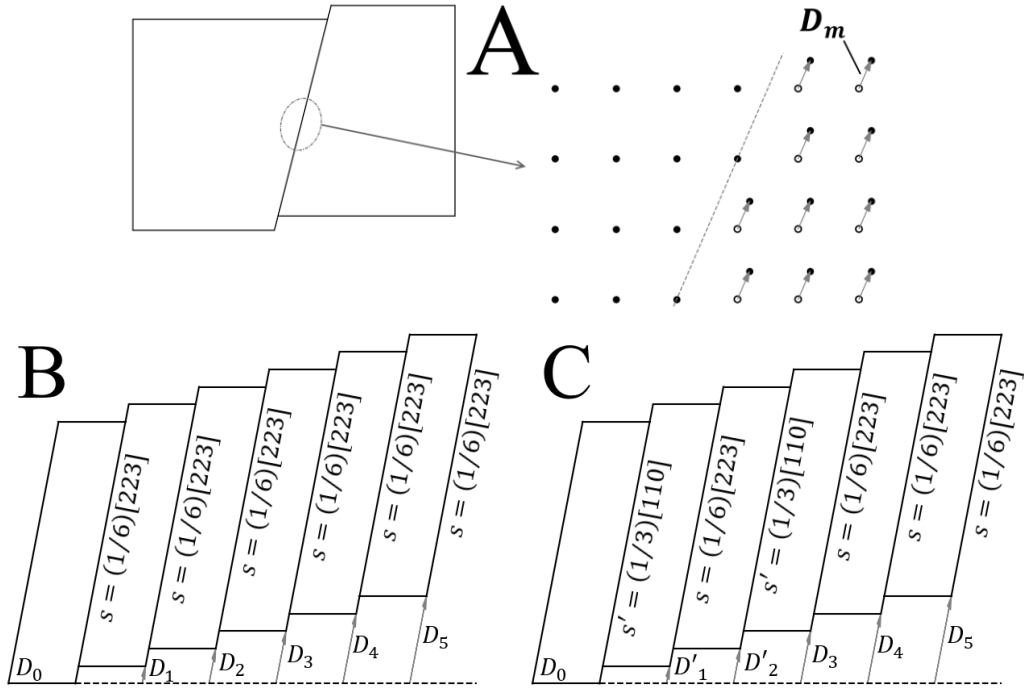 A
D_m
B
s = (1/6)[223]
s = (1/6)[223]
s = (1/6)[223]
s = (1/6)[223]
s = (1/6)[223]
s = (1/6)[223]
D_0
D_1
D_2
D_3
D_4
D_5
C
s′ = (1/3)[110]
s = (1/6)[223]
s′ = (1/3)[110]
s = (1/6)[223]
s = (1/6)[223]
s = (1/6)[223]
D_0
D′_1
D′_2
D_3
D_4
D_5